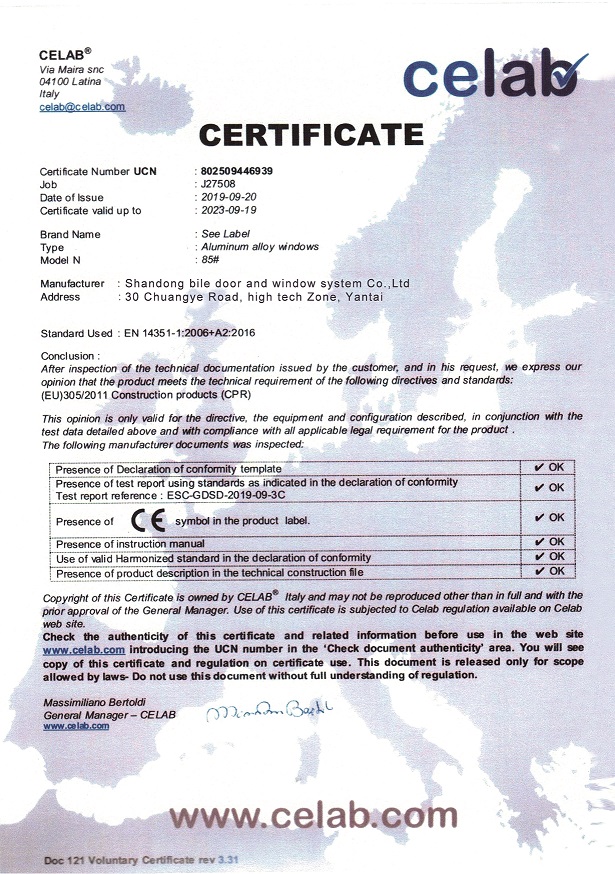 CELAB®
Via Maira snc
04100 Latina
Italy
celab@celab.com
celab
CERTIFICATE
Certificate Number UCN : 802509446939
Job : J27508
Date of Issue : 2019-09-20
Certificate valid up to : 2023-09-19
Brand Name : See Label
Type : Aluminum alloy windows
Model N : 85#
Manufacturer : Shandong bile door and window system Co.,Ltd
Address : 30 Chuangye Road, high tech Zone, Yantai
Standard Used : EN 14351-1:2006+A2:2016
Conclusion :
After inspection of the technical documentation issued by the customer, and in his request, we express our
opinion that the product meets the technical requirement of the following directives and standards:
(EU)305/2011 Construction products (CPR)
This opinion is only valid for the directive, the equipment and configuration described, in conjunction with the
test data detailed above and with compliance with all applicable legal requirement for the product .
The following manufacturer documents was inspected:
Presence of Declaration of conformity template ✔ OK
Presence of test report using standards as indicated in the declaration of conformity
Test report reference : ESC-GDSD-2019-09-3C ✔ OK
Presence of CE symbol in the product label. ✔ OK
Presence of instruction manual ✔ OK
Use of valid Harmonized standard in the declaration of conformity ✔ OK
Presence of product description in the technical construction file ✔ OK
Copyright of this Certificate is owned by CELAB® Italy and may not be reproduced other than in full and with the
prior approval of the General Manager. Use of this certificate is subjected to Celab regulation available on Celab
web site.
Check the authenticity of this certificate and related information before use in the web site
www.celab.com introducing the UCN number in the 'Check document authenticity' area. You will see
copy of this certificate and regulation on certificate use. This document is released only for scope
allowed by laws- Do not use this document without full understanding of regulation.
Massimiliano Bertoldi
General Manager – CELAB
www.celab.com
www.celab.com
Doc 121 Voluntary Certificate rev 3.31